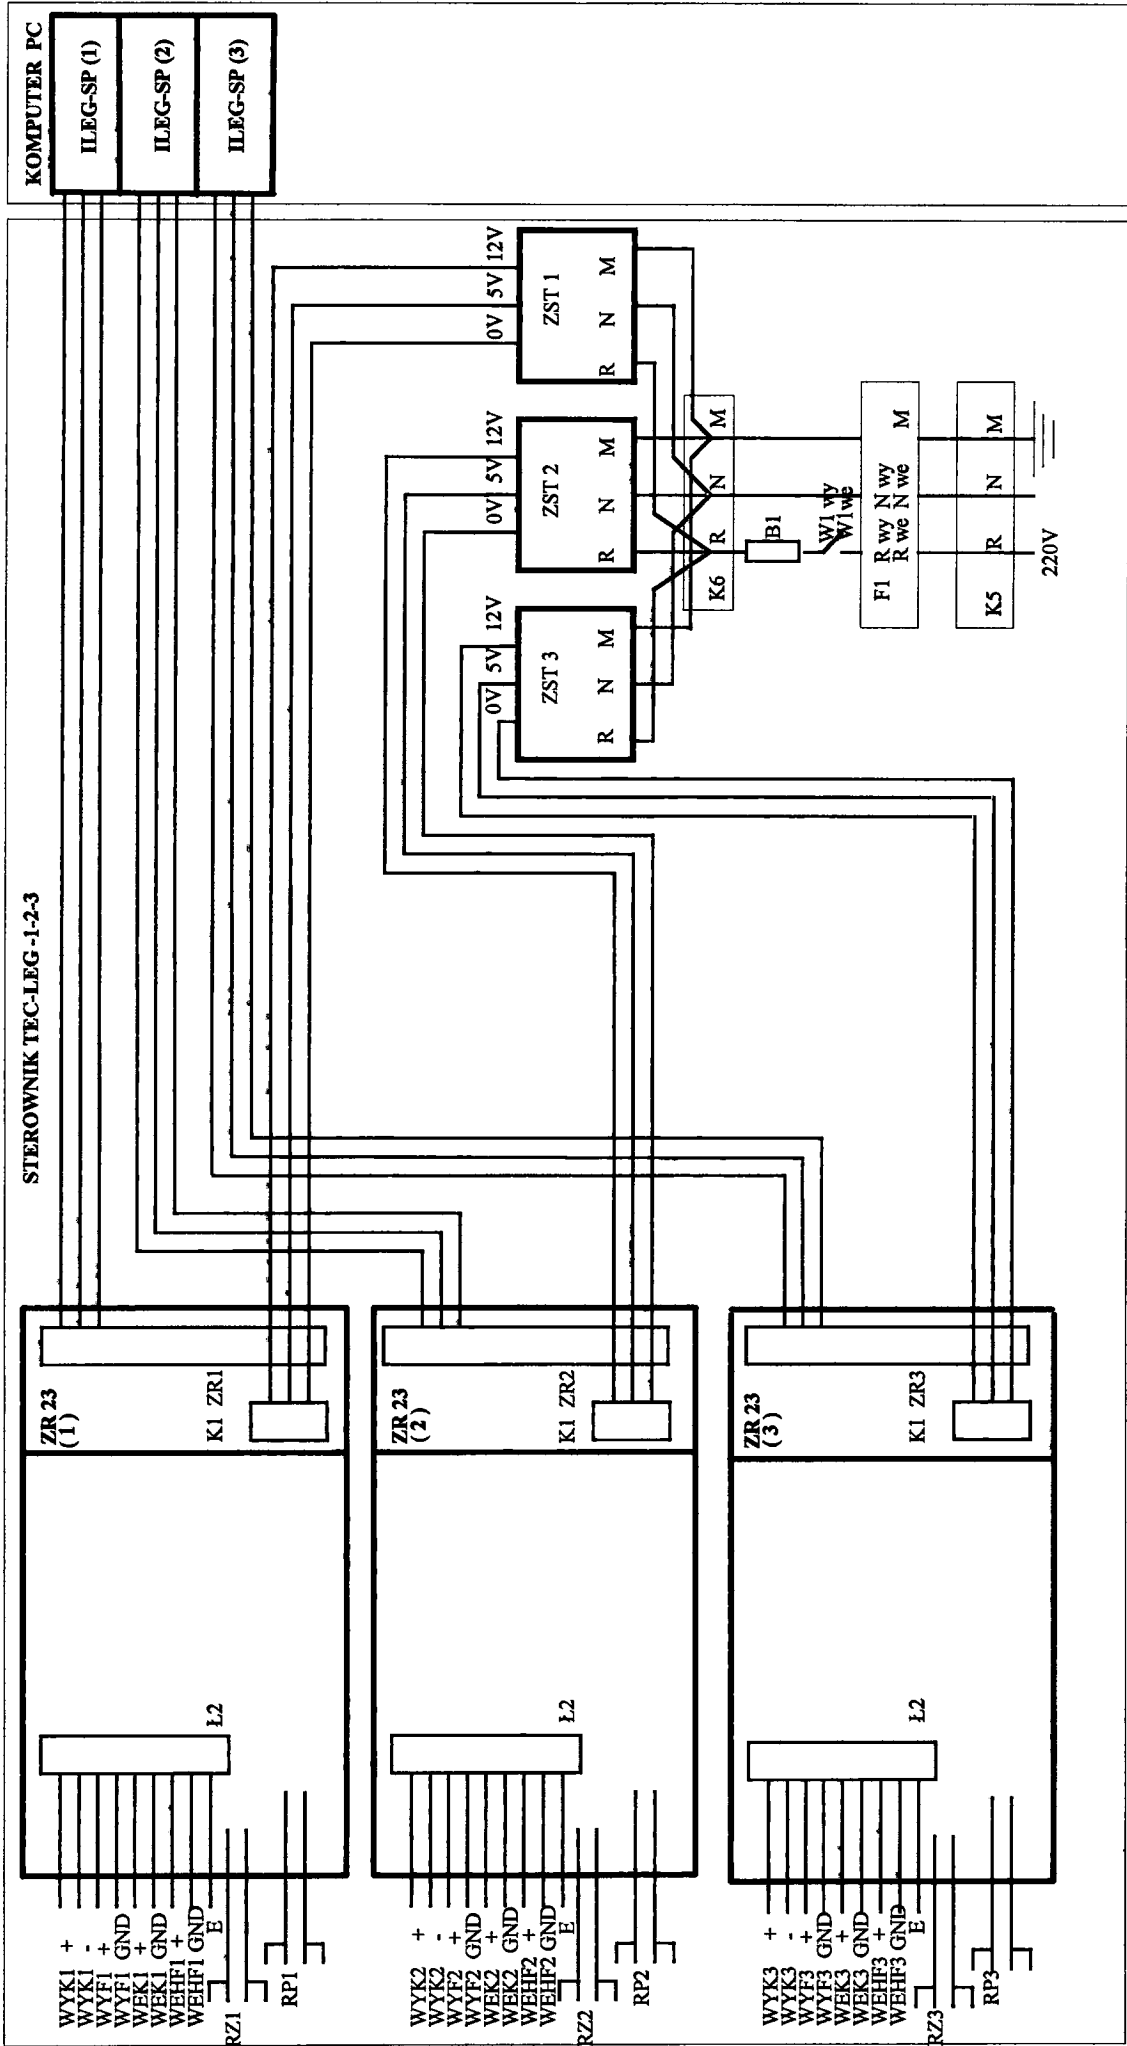 KOMPUTER PC
ILEG-SP (1)
ILEG-SP (2)
ILEG-SP (3)
STEROWNIK TEC-LEG -1-2-3
0V 5V 12V
ZST 1
R N M
0V 5V 12V
ZST 2
R N M
0V 5V 12V
ZST 3
R N M
K6 R N M
B1
W1 wy
W1we
F1 R wy N wy M
R we N we
K5 R N M
220V
ZR 23
( 1 )
K1 ZR1
Ł2
WYK1 +
WYK1 -
WYF1 +
WYF1 GND
WEK1 +
WEK1 GND
WEHF1 +
WEHF1 GND
E
RZ1
RP1
ZR 23
( 2 )
K1 ZR2
Ł2
WYK2 +
WYK2 -
WYF2 +
WYF2 GND
WEK2 +
WEK2 GND
WEHF2 +
WEHF2 GND
E
RZ2
RP2
ZR 23
( 3 )
K1 ZR3
Ł2
WYK3 +
WYK3 -
WYF3 +
WYF3 GND
WEK3 +
WEK3 GND
WEHF3 +
WEHF3 GND
E
RZ3
RP3